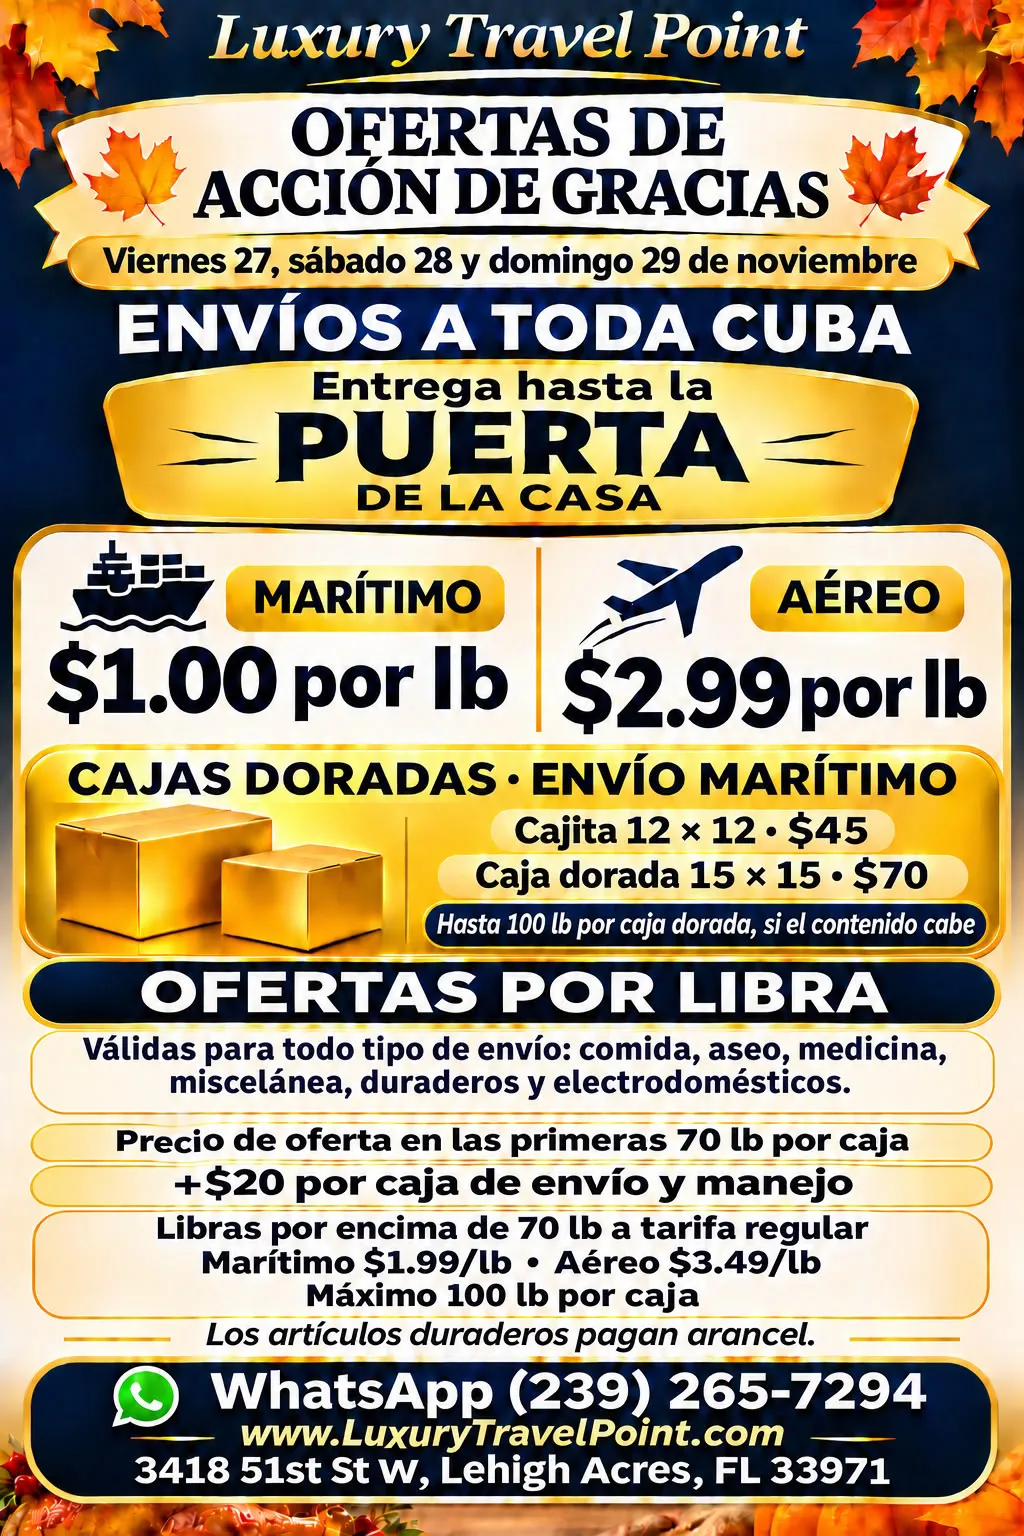 Luxury Travel Point
OFERTAS DE
ACCIÓN DE GRACIAS
Viernes 27, sábado 28 y domingo 29 de noviembre
ENVÍOS A TODA CUBA
Entrega hasta la
PUERTA
DE LA CASA
MARÍTIMO
$1.00 por lb
AÉREO
$2.99 por lb
CAJAS DORADAS · ENVÍO MARÍTIMO
Cajita 12 × 12 · $45
Caja dorada 15 × 15 · $70
Hasta 100 lb por caja dorada, si el contenido cabe
OFERTAS POR LIBRA
Válidas para todo tipo de envío: comida, aseo, medicina,
miscelánea, duraderos y electrodomésticos.
Precio de oferta en las primeras 70 lb por caja
+$20 por caja de envío y manejo
Libras por encima de 70 lb a tarifa regular
Marítimo $1.99/lb • Aéreo $3.49/lb
Máximo 100 lb por caja
Los artículos duraderos pagan arancel.
WhatsApp (239) 265-7294
www.LuxuryTravelPoint.com
3418 51st St W, Lehigh Acres, FL 33971